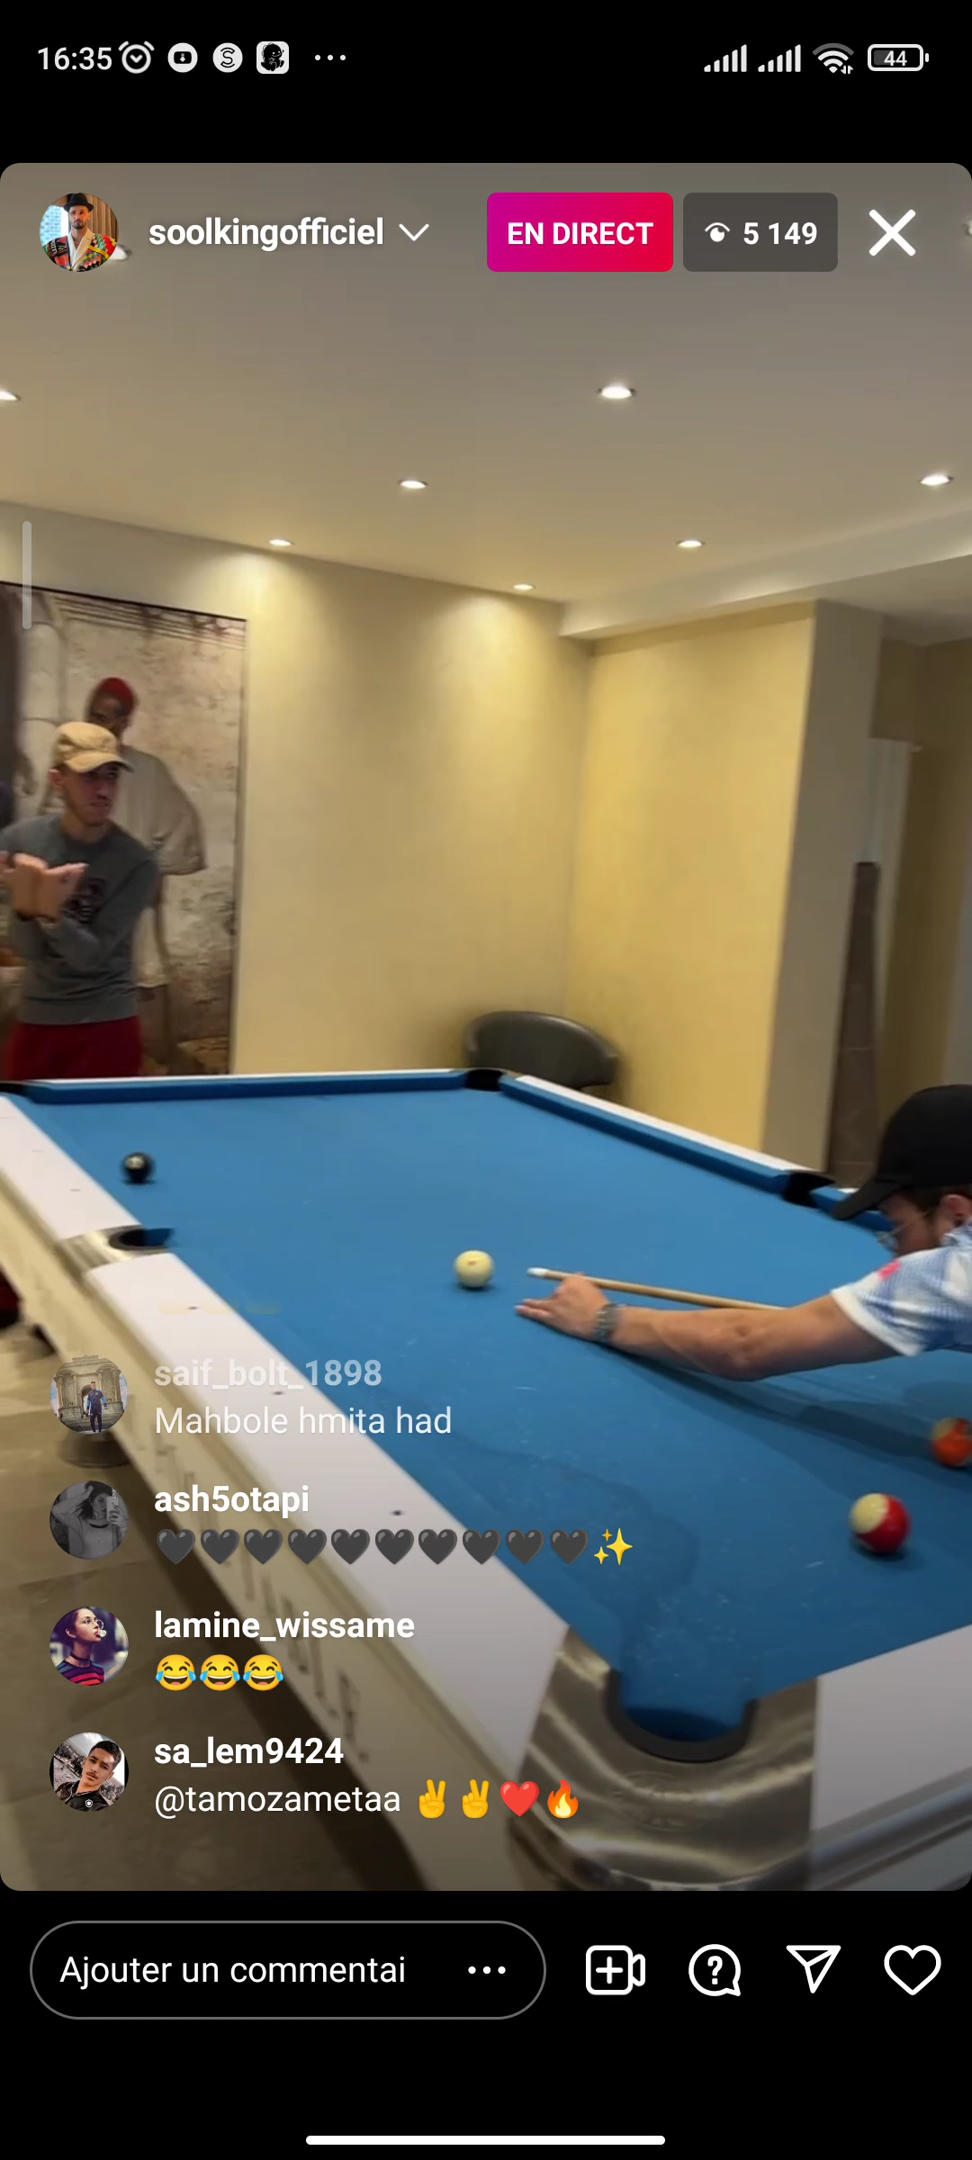 16:35
44
soolkingofficiel
EN DIRECT
5 149
saif_bolt_1898
Mahbole hmita had
ash5otapi
🖤🖤🖤🖤🖤🖤🖤🖤🖤🖤✨
lamine_wissame
😂😂😂
sa_lem9424
@tamozametaa ✌️✌️❤️🔥
Ajouter un commentai